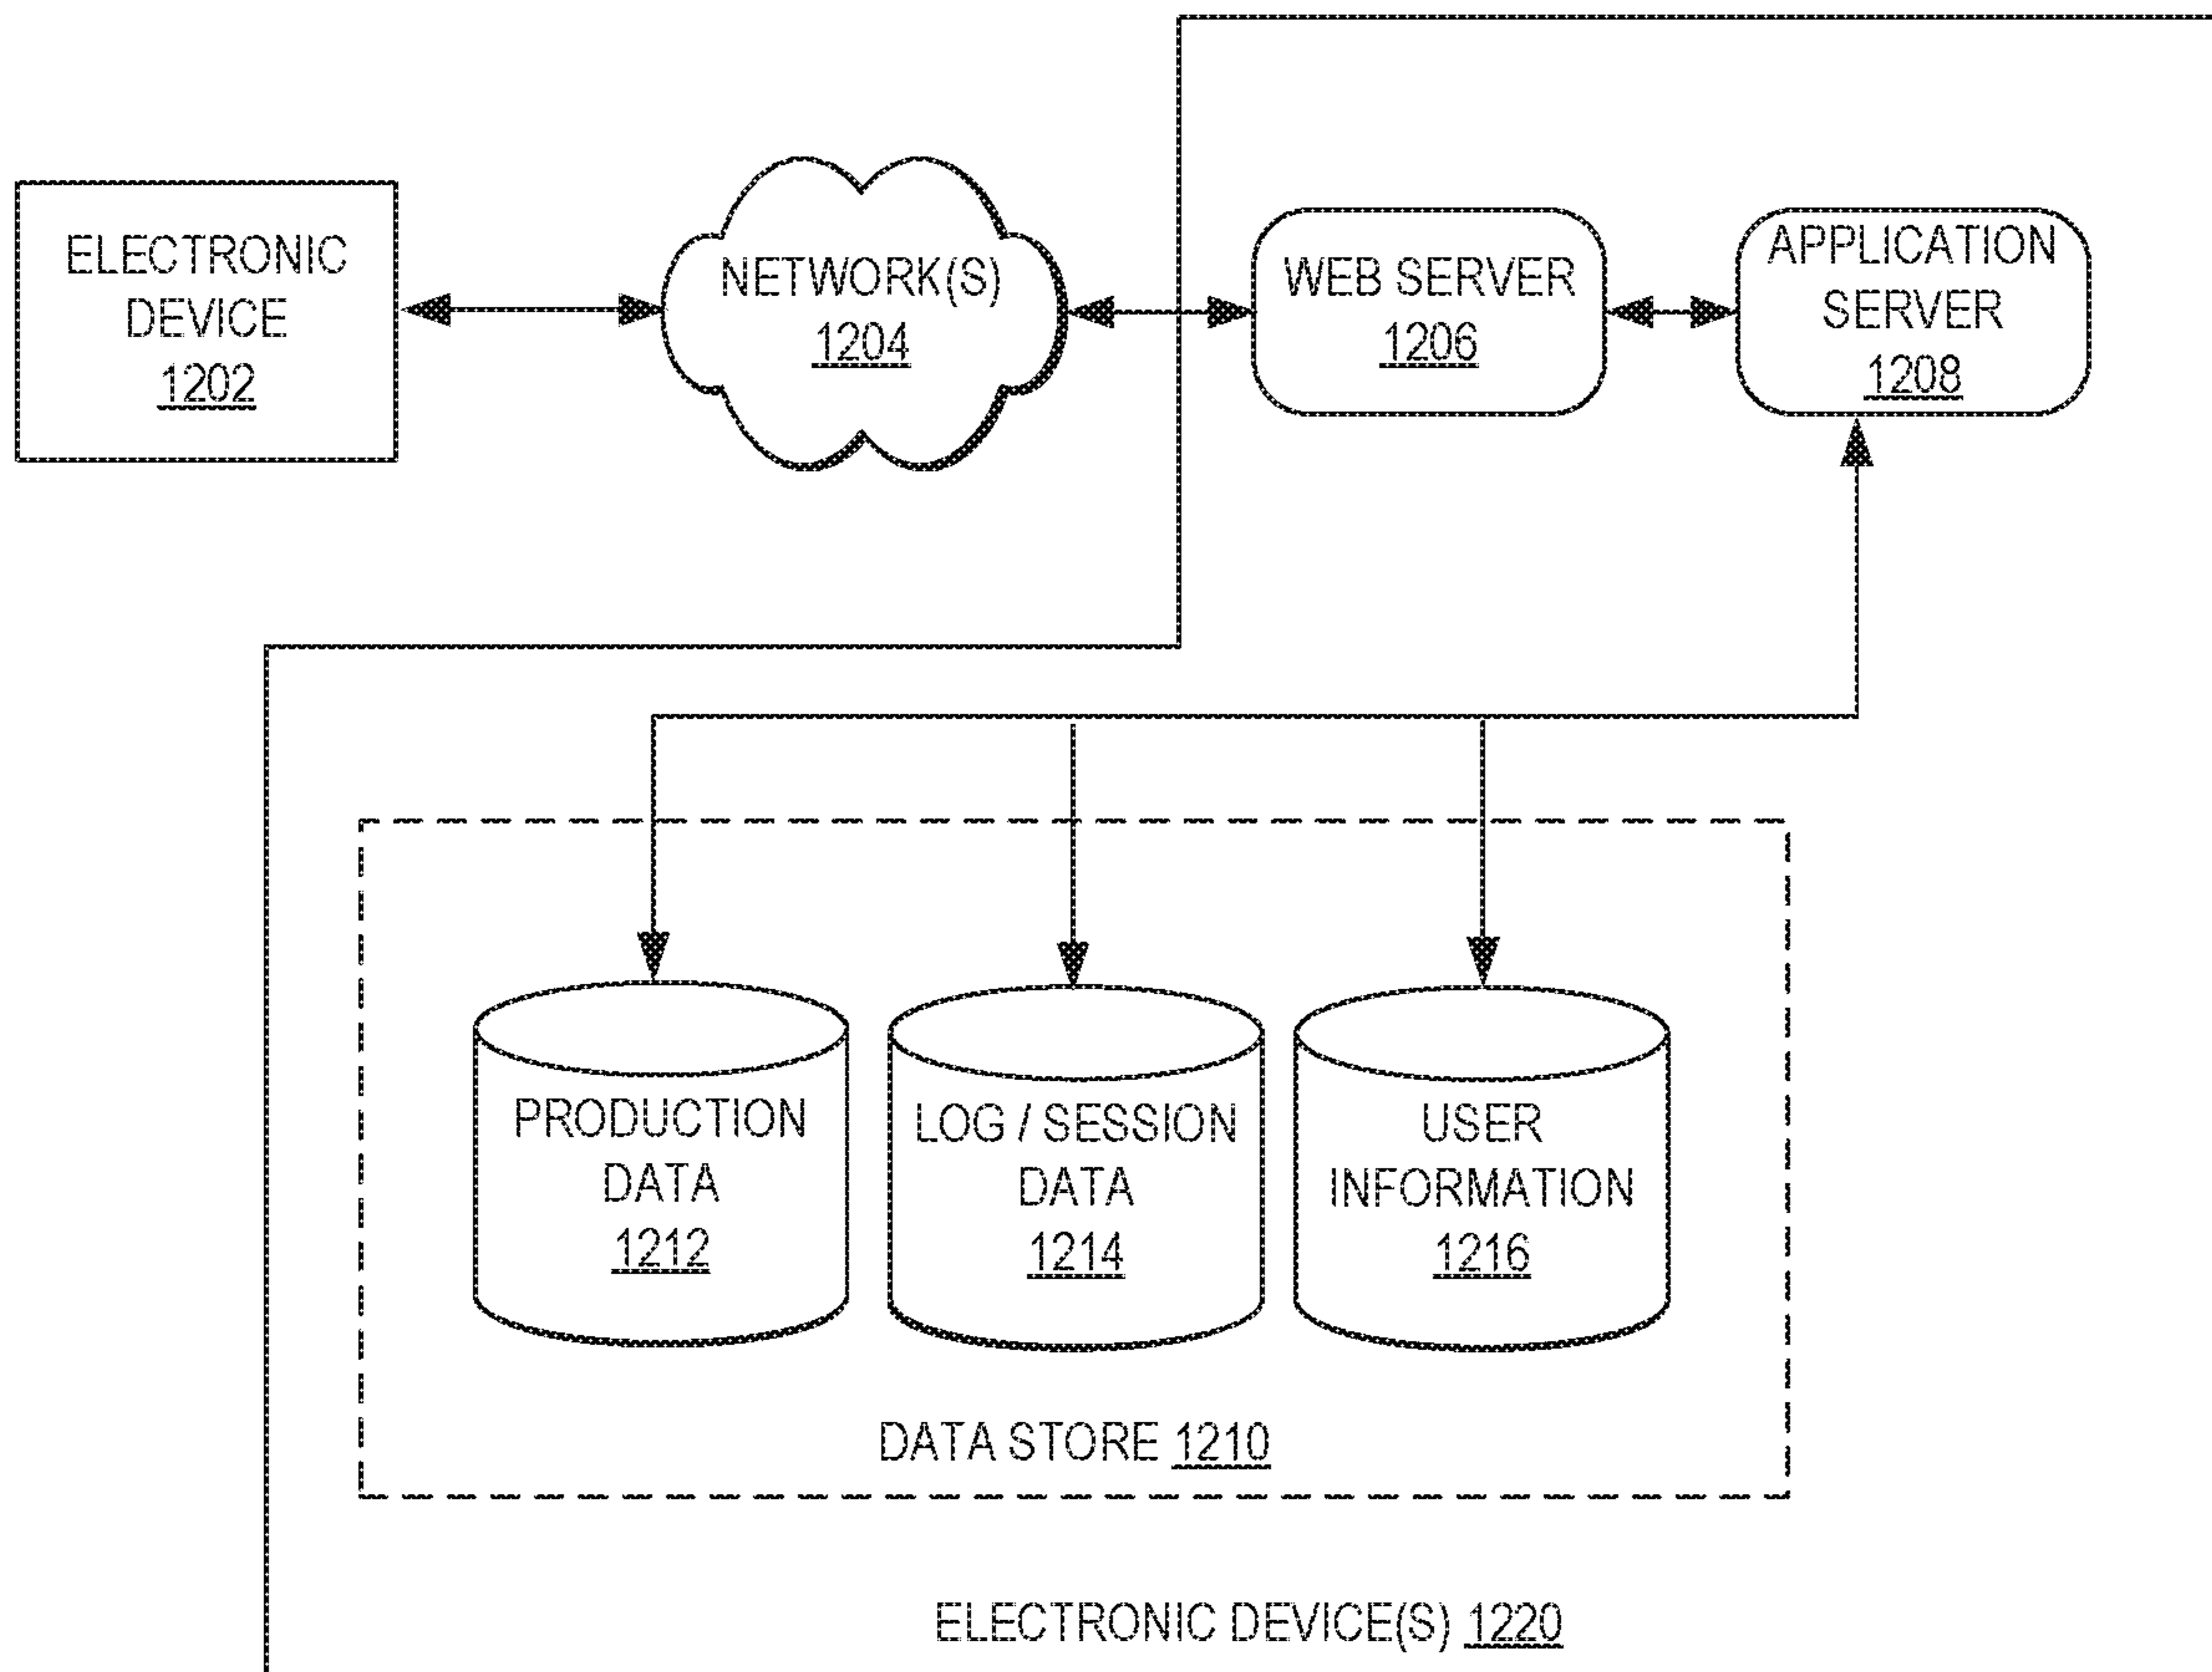 ELECTRONIC
DEVICE
1202
NETWORK(S)
1204
WEB SERVER
1206
APPLICATION
SERVER
1208
PRODUCTION
DATA
1212
LOG / SESSION
DATA
1214
USER
INFORMATION
1216
DATA STORE 1210
ELECTRONIC DEVICE(S) 1220